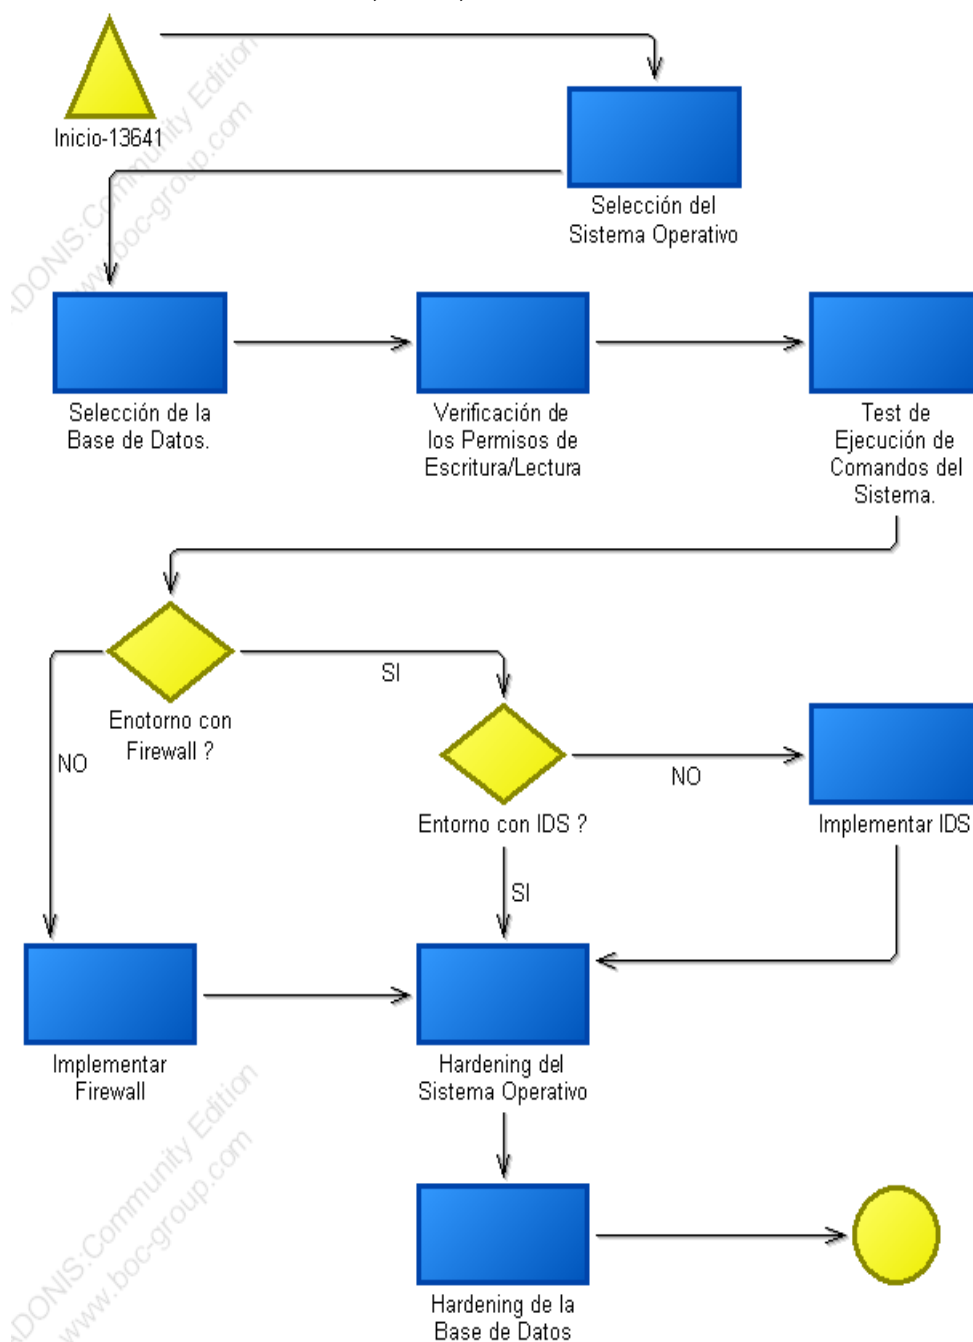 Inicio-13641
Selección del
Sistema Operativo
Selección de la
Base de Datos.
Verificación de
los Permisos de
Escritura/Lectura
Test de
Ejecución de
Comandos del
Sistema.
Enotorno con
Firewall ?
SI
NO
Entorno con IDS ?
NO
SI
Implementar IDS
Implementar
Firewall
Hardening del
Sistema Operativo
Hardening de la
Base de Datos
ADONIS:Community Edition
www.boc-group.com
ADONIS:Community Edition
www.boc-group.com